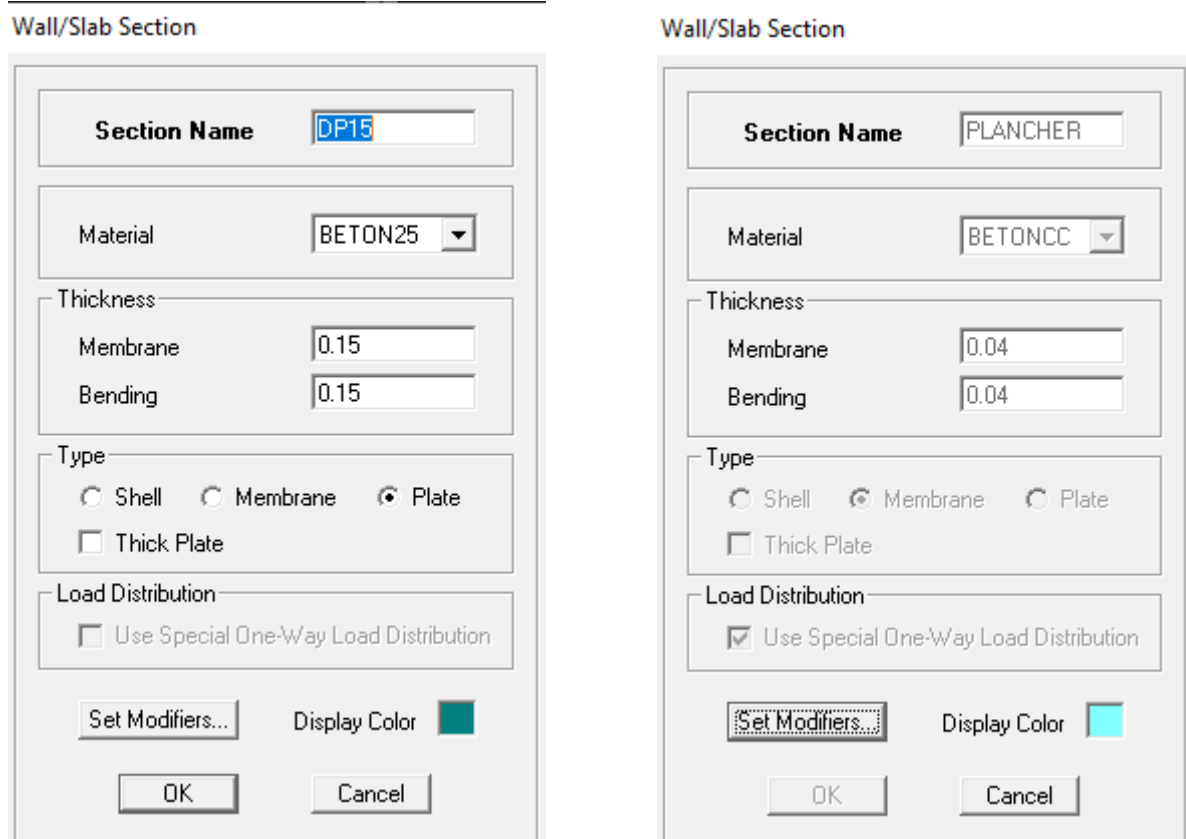 Wall/Slab Section
Section Name DP15
Material BETON25
Thickness
Membrane 0.15
Bending 0.15
Type
Shell Membrane Plate
Thick Plate
Load Distribution
Use Special One-Way Load Distribution
Set Modifiers... Display Color
OK Cancel
Wall/Slab Section
Section Name PLANCHER
Material BETONCC
Thickness
Membrane 0.04
Bending 0.04
Type
Shell Membrane Plate
Thick Plate
Load Distribution
Use Special One-Way Load Distribution
Set Modifiers... Display Color
OK Cancel